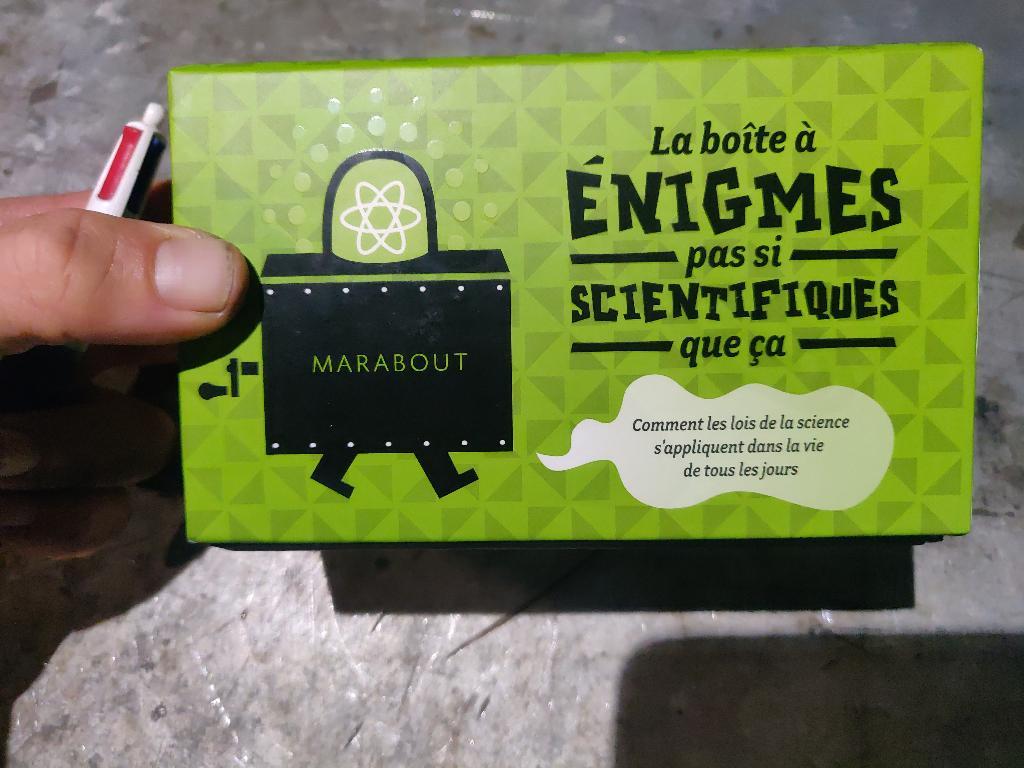 La boîte à
ÉNIGMES
pas si
SCIENTIFIQUES
que ça
MARABOUT
Comment les lois de la science
s'appliquent dans la vie
de tous les jours